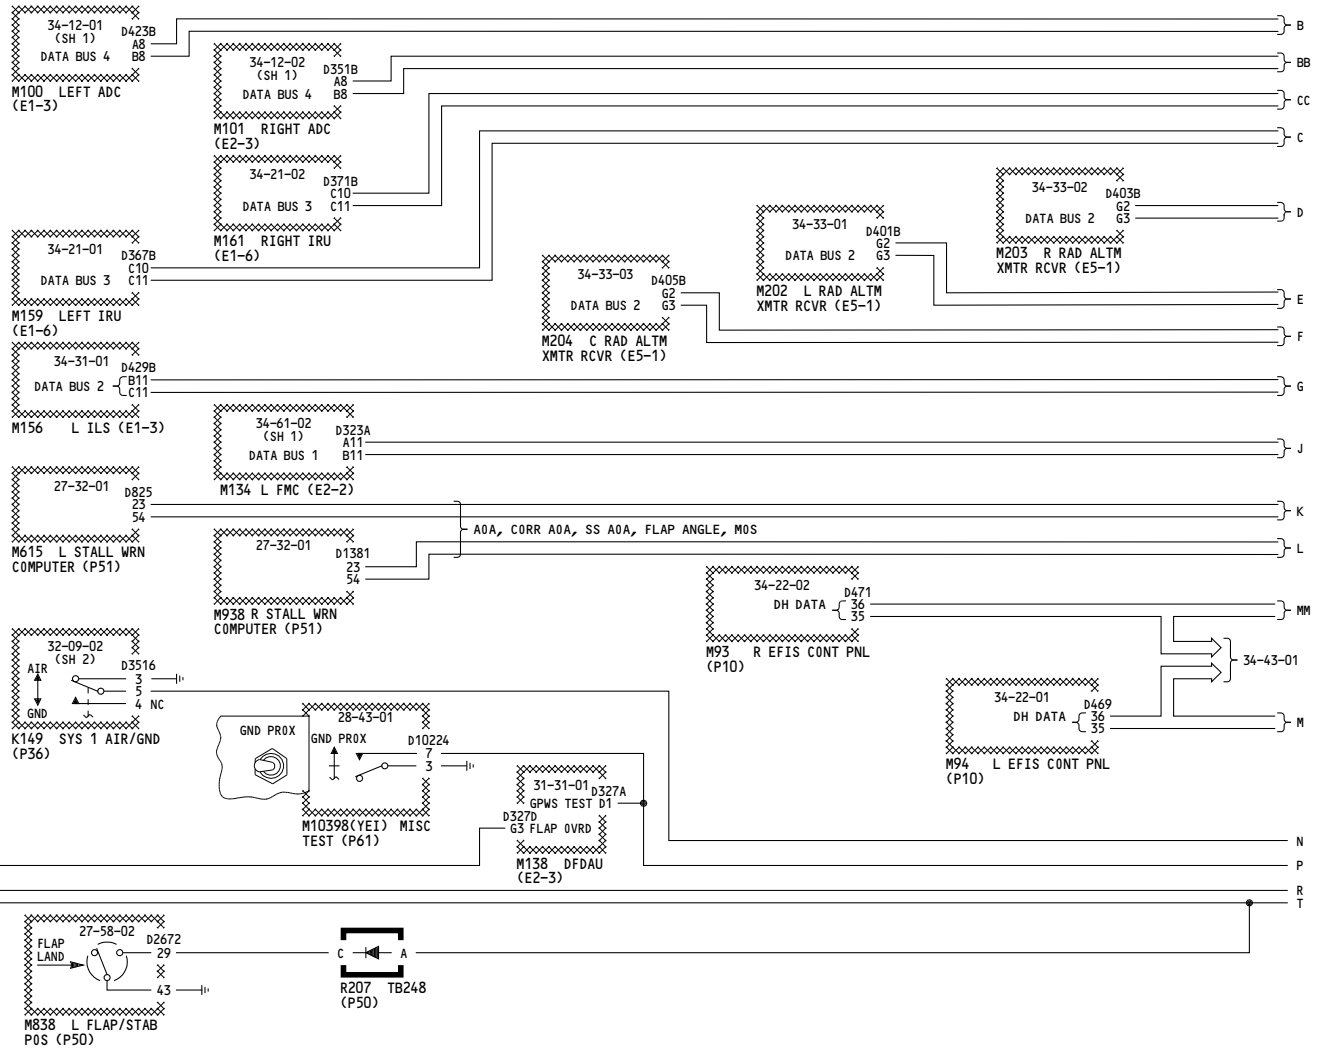 34-12-01
(SH 1)
D423B
A8
DATA BUS 4 B8
M100 LEFT ADC
(E1-3)
B
34-12-02
(SH 1)
D351B
A8
DATA BUS 4 B8
M101 RIGHT ADC
(E2-3)
BB
34-21-02
D371B
C10
DATA BUS 3 C11
M161 RIGHT IRU
(E1-6)
CC
34-21-01
D367B
C10
DATA BUS 3 C11
M159 LEFT IRU
(E1-6)
C
34-33-02
D403B
G2
DATA BUS 2 G3
M203 R RAD ALTM
XMTR RCVR (E5-1)
D
34-33-01
D401B
G2
DATA BUS 2 G3
M202 L RAD ALTM
XMTR RCVR (E5-1)
E
34-33-03
D405B
G2
DATA BUS 2 G3
M204 C RAD ALTM
XMTR RCVR (E5-1)
F
34-31-01
D429B
B11
DATA BUS 2
C11
M156 L ILS (E1-3)
G
34-61-02
(SH 1)
D323A
A11
DATA BUS 1 B11
M134 L FMC (E2-2)
J
27-32-01
D825
23
54
M615 L STALL WRN
COMPUTER (P51)
K
AOA, CORR AOA, SS AOA, FLAP ANGLE, MOS
27-32-01
D1381
23
54
M938 R STALL WRN
COMPUTER (P51)
L
34-22-02
D471
DH DATA 36
35
M93 R EFIS CONT PNL
(P10)
MM
34-43-01
34-22-01
D469
DH DATA 36
35
M94 L EFIS CONT PNL
(P10)
M
32-09-02
(SH 2)
AIR
D3516
3
5
4 NC
GND
K149 SYS 1 AIR/GND
(P36)
GND PROX
28-43-01
GND PROX
D10224
7
3
M10398(YEI) MISC
TEST (P61)
31-31-01
D327A
GPWS TEST D1
D327D
G3 FLAP OVRD
M138 DFDAU
(E2-3)
N
P
R
T
27-58-02
FLAP
LAND
D2672
29
43
M838 L FLAP/STAB
POS (P50)
C A
R207 TB248
(P50)